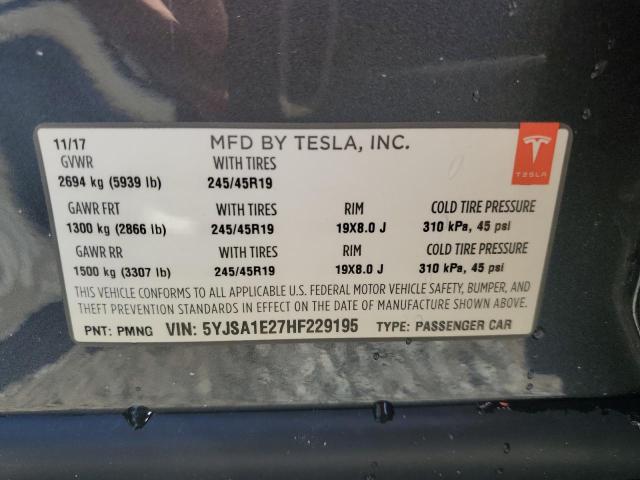 11/17 MFD BY TESLA, INC.
GVWR WITH TIRES
2694 kg (5939 lb) 245/45R19
TESLA
GAWR FRT WITH TIRES RIM COLD TIRE PRESSURE
1300 kg (2866 lb) 245/45R19 19X8.0 J 310 kPa, 45 psi
GAWR RR WITH TIRES RIM COLD TIRE PRESSURE
1500 kg (3307 lb) 245/45R19 19X8.0 J 310 kPa, 45 psi
THIS VEHICLE CONFORMS TO ALL APPLICABLE U.S. FEDERAL MOTOR VEHICLE SAFETY, BUMPER, AND
THEFT PREVENTION STANDARDS IN EFFECT ON THE DATE OF MANUFACTURE SHOWN ABOVE.
PNT: PMNG VIN: 5YJSA1E27HF229195 TYPE: PASSENGER CAR